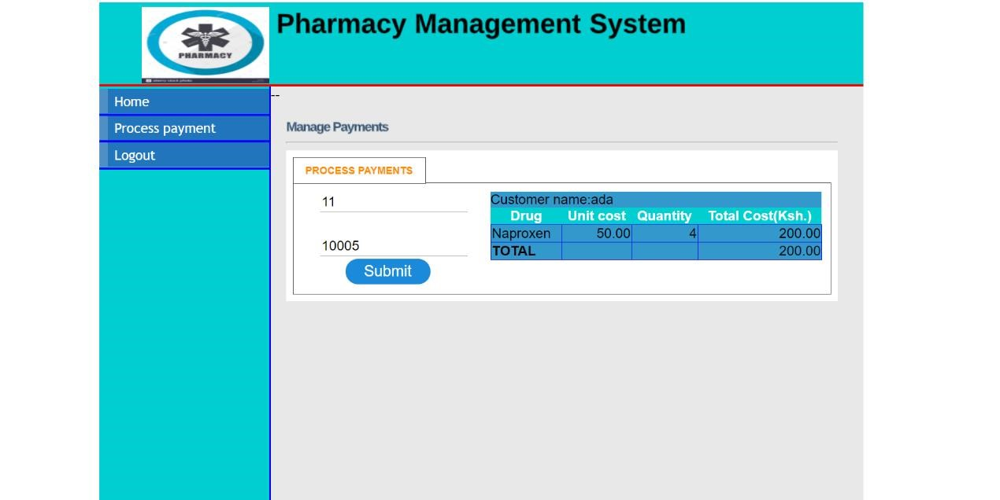 Pharmacy Management System
PHARMACY
Home
Process payment
Logout
--
Manage Payments
PROCESS PAYMENTS
11
10005
Submit
Customer name:ada
Drug Unit cost Quantity Total Cost(Ksh.)
Naproxen 50.00 4 200.00
TOTAL 200.00